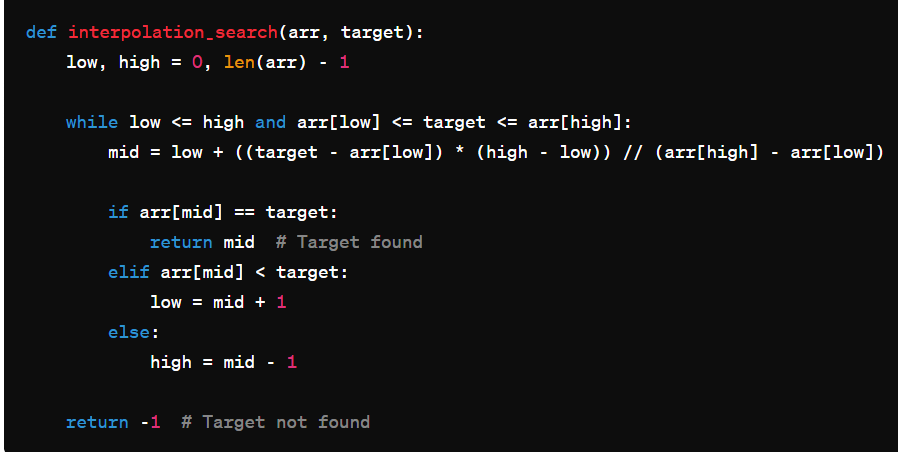 def interpolation_search(arr, target):
    low, high = 0, len(arr) - 1
    while low <= high and arr[low] <= target <= arr[high]:
        mid = low + ((target - arr[low]) * (high - low)) // (arr[high] - arr[low])
        if arr[mid] == target:
            return mid  # Target found
        elif arr[mid] < target:
            low = mid + 1
        else:
            high = mid - 1
    return -1  # Target not found